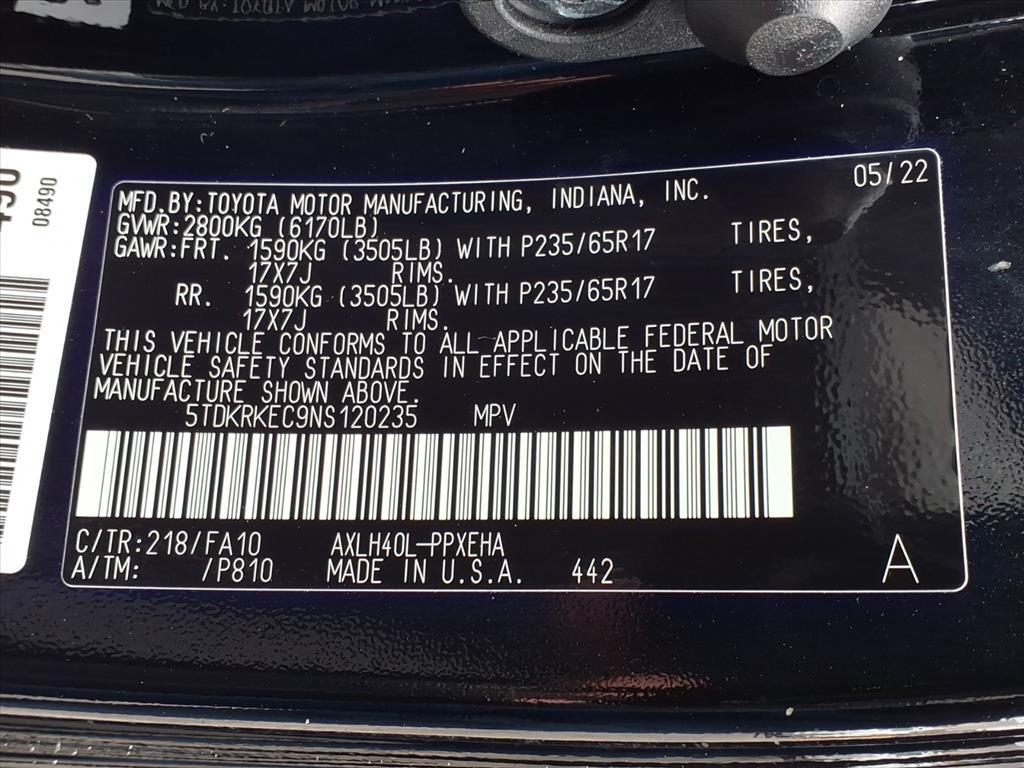 490
08490
MFD.BY:TOYOTA MOTOR MANUFACTURING, INDIANA, INC. 05/22
GVWR:2800KG (6170LB)
GAWR:FRT. 1590KG (3505LB) WITH P235/65R17 TIRES,
17X7J RIMS.
RR. 1590KG (3505LB) WITH P235/65R17 TIRES,
17X7J RIMS.
THIS VEHICLE CONFORMS TO ALL APPLICABLE FEDERAL MOTOR
VEHICLE SAFETY STANDARDS IN EFFECT ON THE DATE OF
MANUFACTURE SHOWN ABOVE.
5TDKRKEC9NS120235 MPV
C/TR:218/FA10 AXLH40L-PPXEHA
A/TM: /P810 MADE IN U.S.A. 442 A